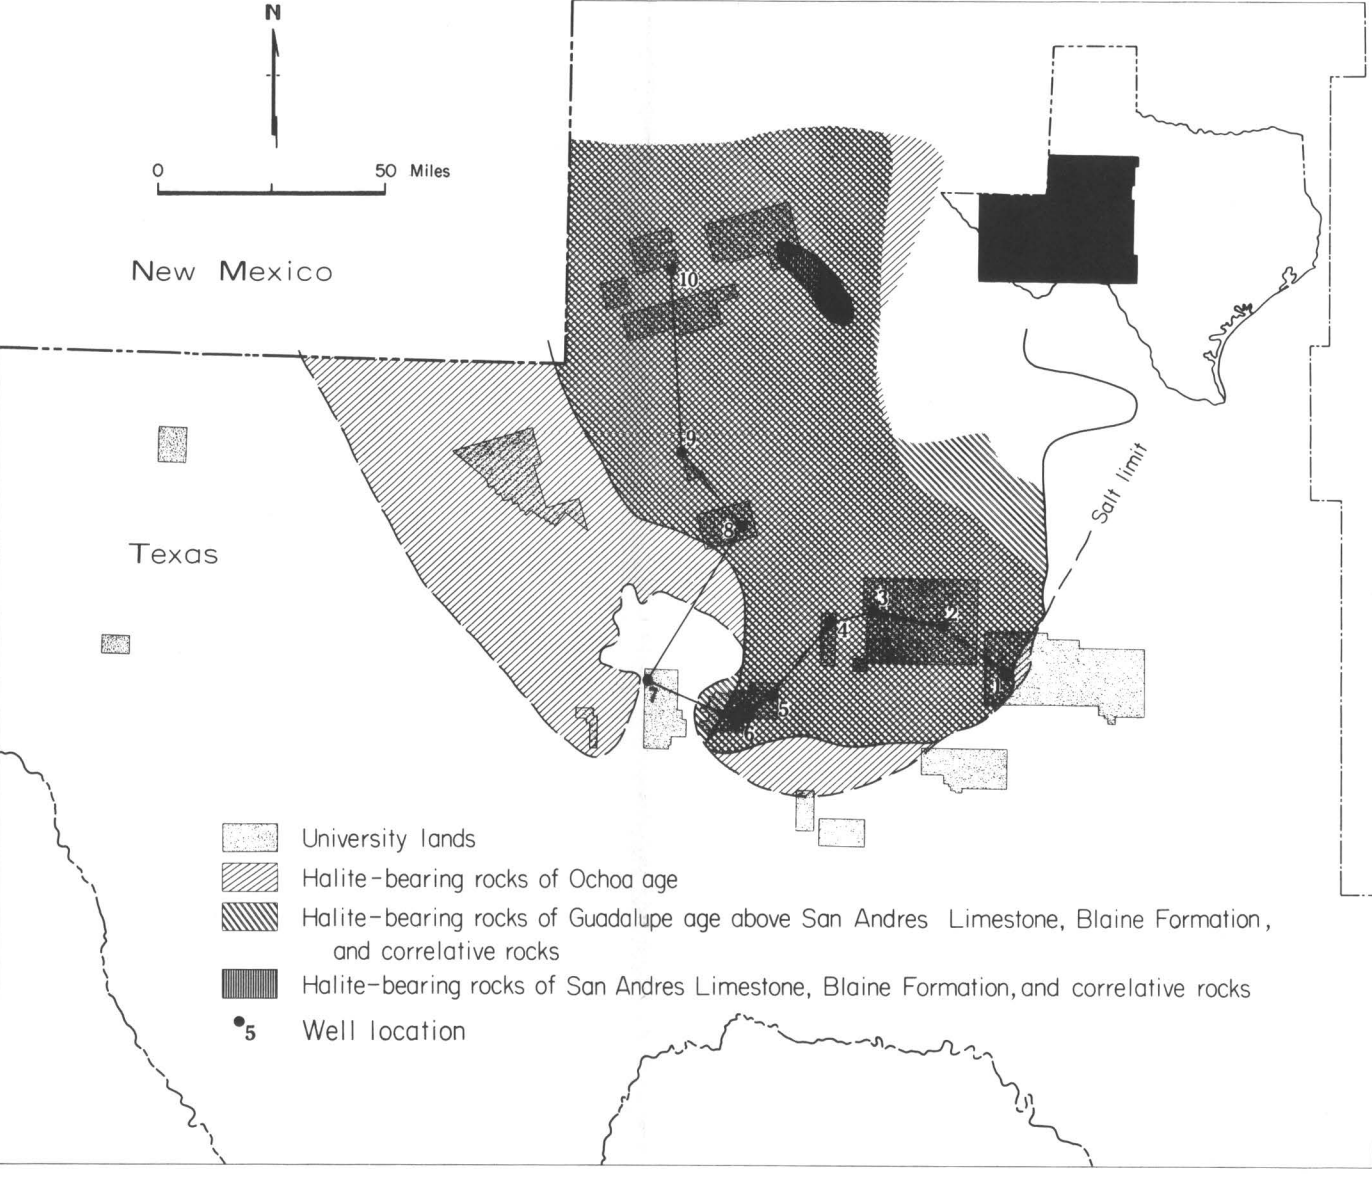 N
0 50 Miles
New Mexico
10
9
8
Salt limit
Texas
3
2
4
1
7
5
6
University lands
Halite-bearing rocks of Ochoa age
Halite-bearing rocks of Guadalupe age above San Andres Limestone, Blaine Formation,
and correlative rocks
Halite-bearing rocks of San Andres Limestone, Blaine Formation, and correlative rocks
5 Well location